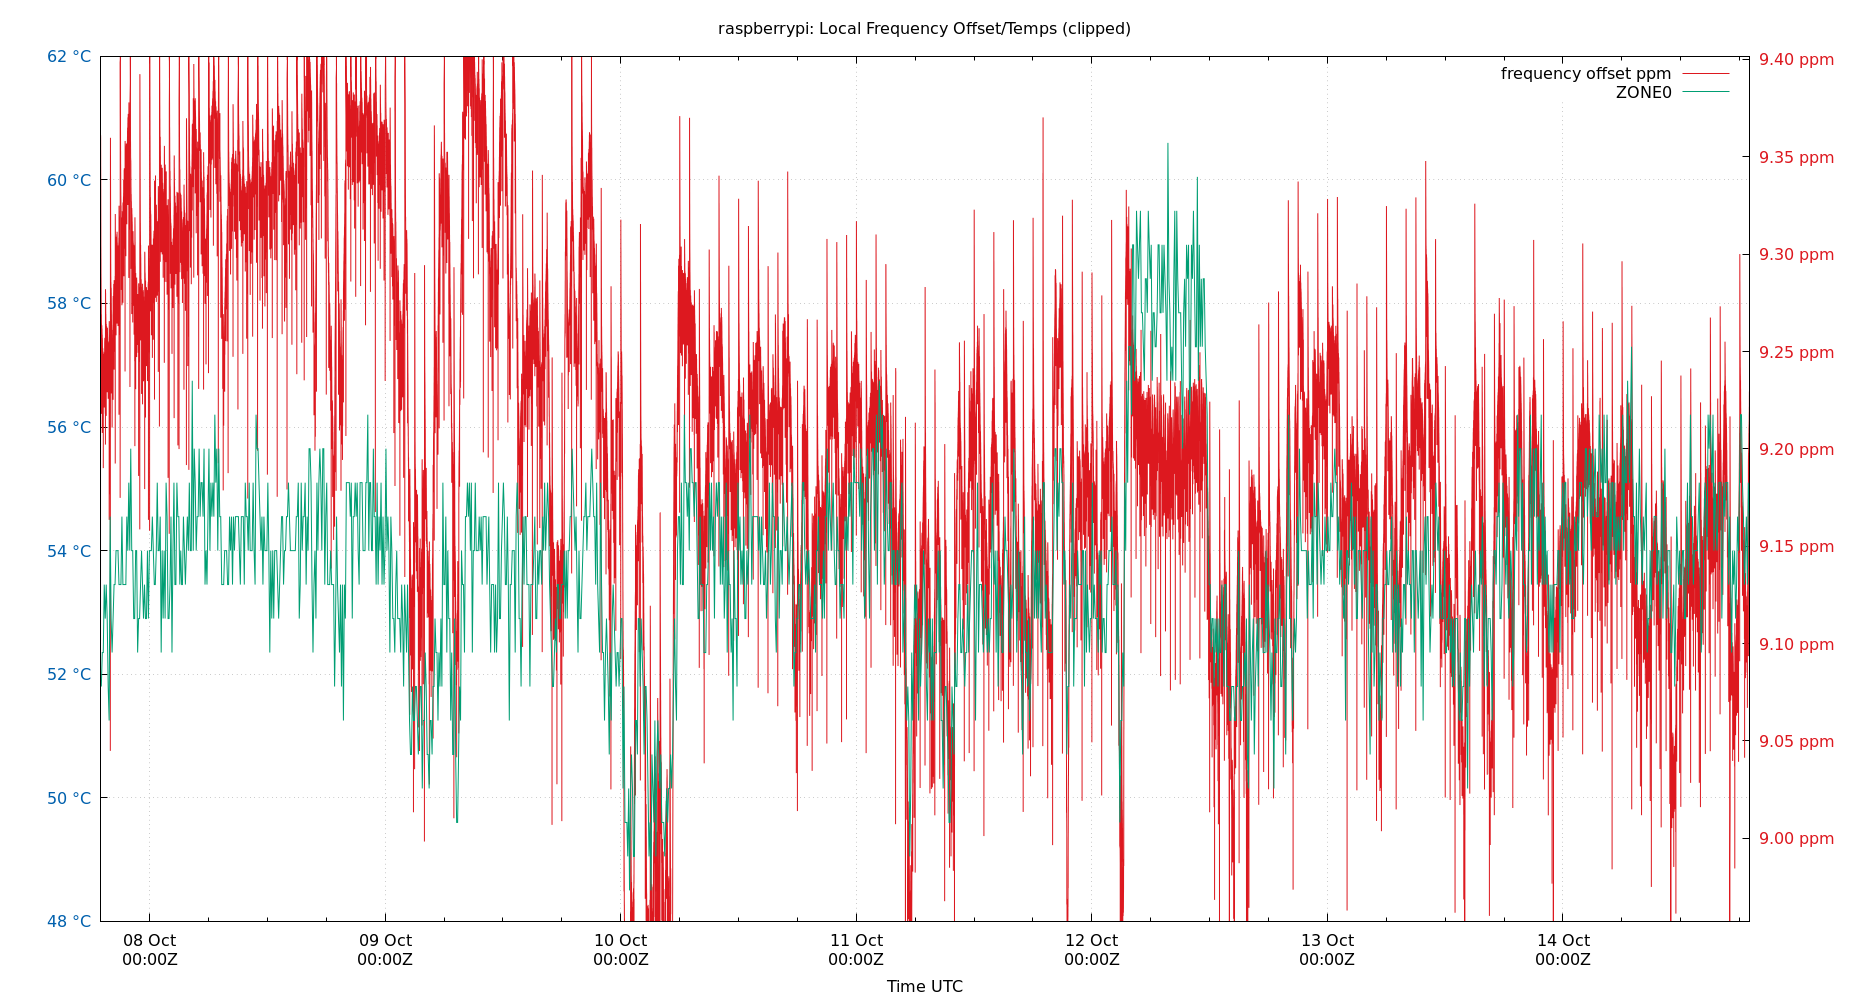 raspberrypi: Local Frequency Offset/Temps (clipped)
frequency offset ppm
ZONE0
62 °C
60 °C
58 °C
56 °C
54 °C
52 °C
50 °C
48 °C
9.40 ppm
9.35 ppm
9.30 ppm
9.25 ppm
9.20 ppm
9.15 ppm
9.10 ppm
9.05 ppm
9.00 ppm
08 Oct 09 Oct 10 Oct 11 Oct 12 Oct 13 Oct 14 Oct
00:00Z 00:00Z 00:00Z 00:00Z 00:00Z 00:00Z 00:00Z
Time UTC